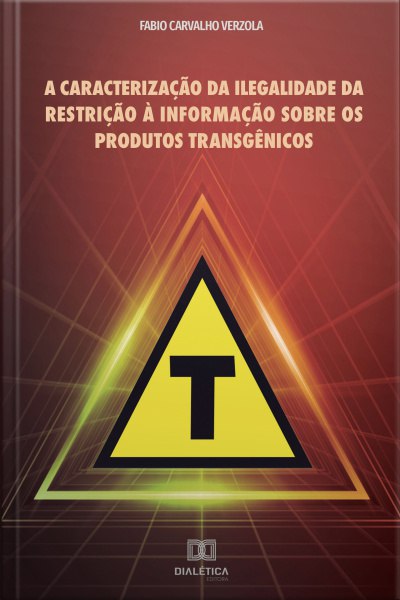 FABIO CARVALHO VERZOLA
A CARACTERIZAÇÃO DA ILEGALIDADE DA
RESTRIÇÃO À INFORMAÇÃO SOBRE OS
PRODUTOS TRANSGÊNICOS
T
DIALÉTICA
EDITORA